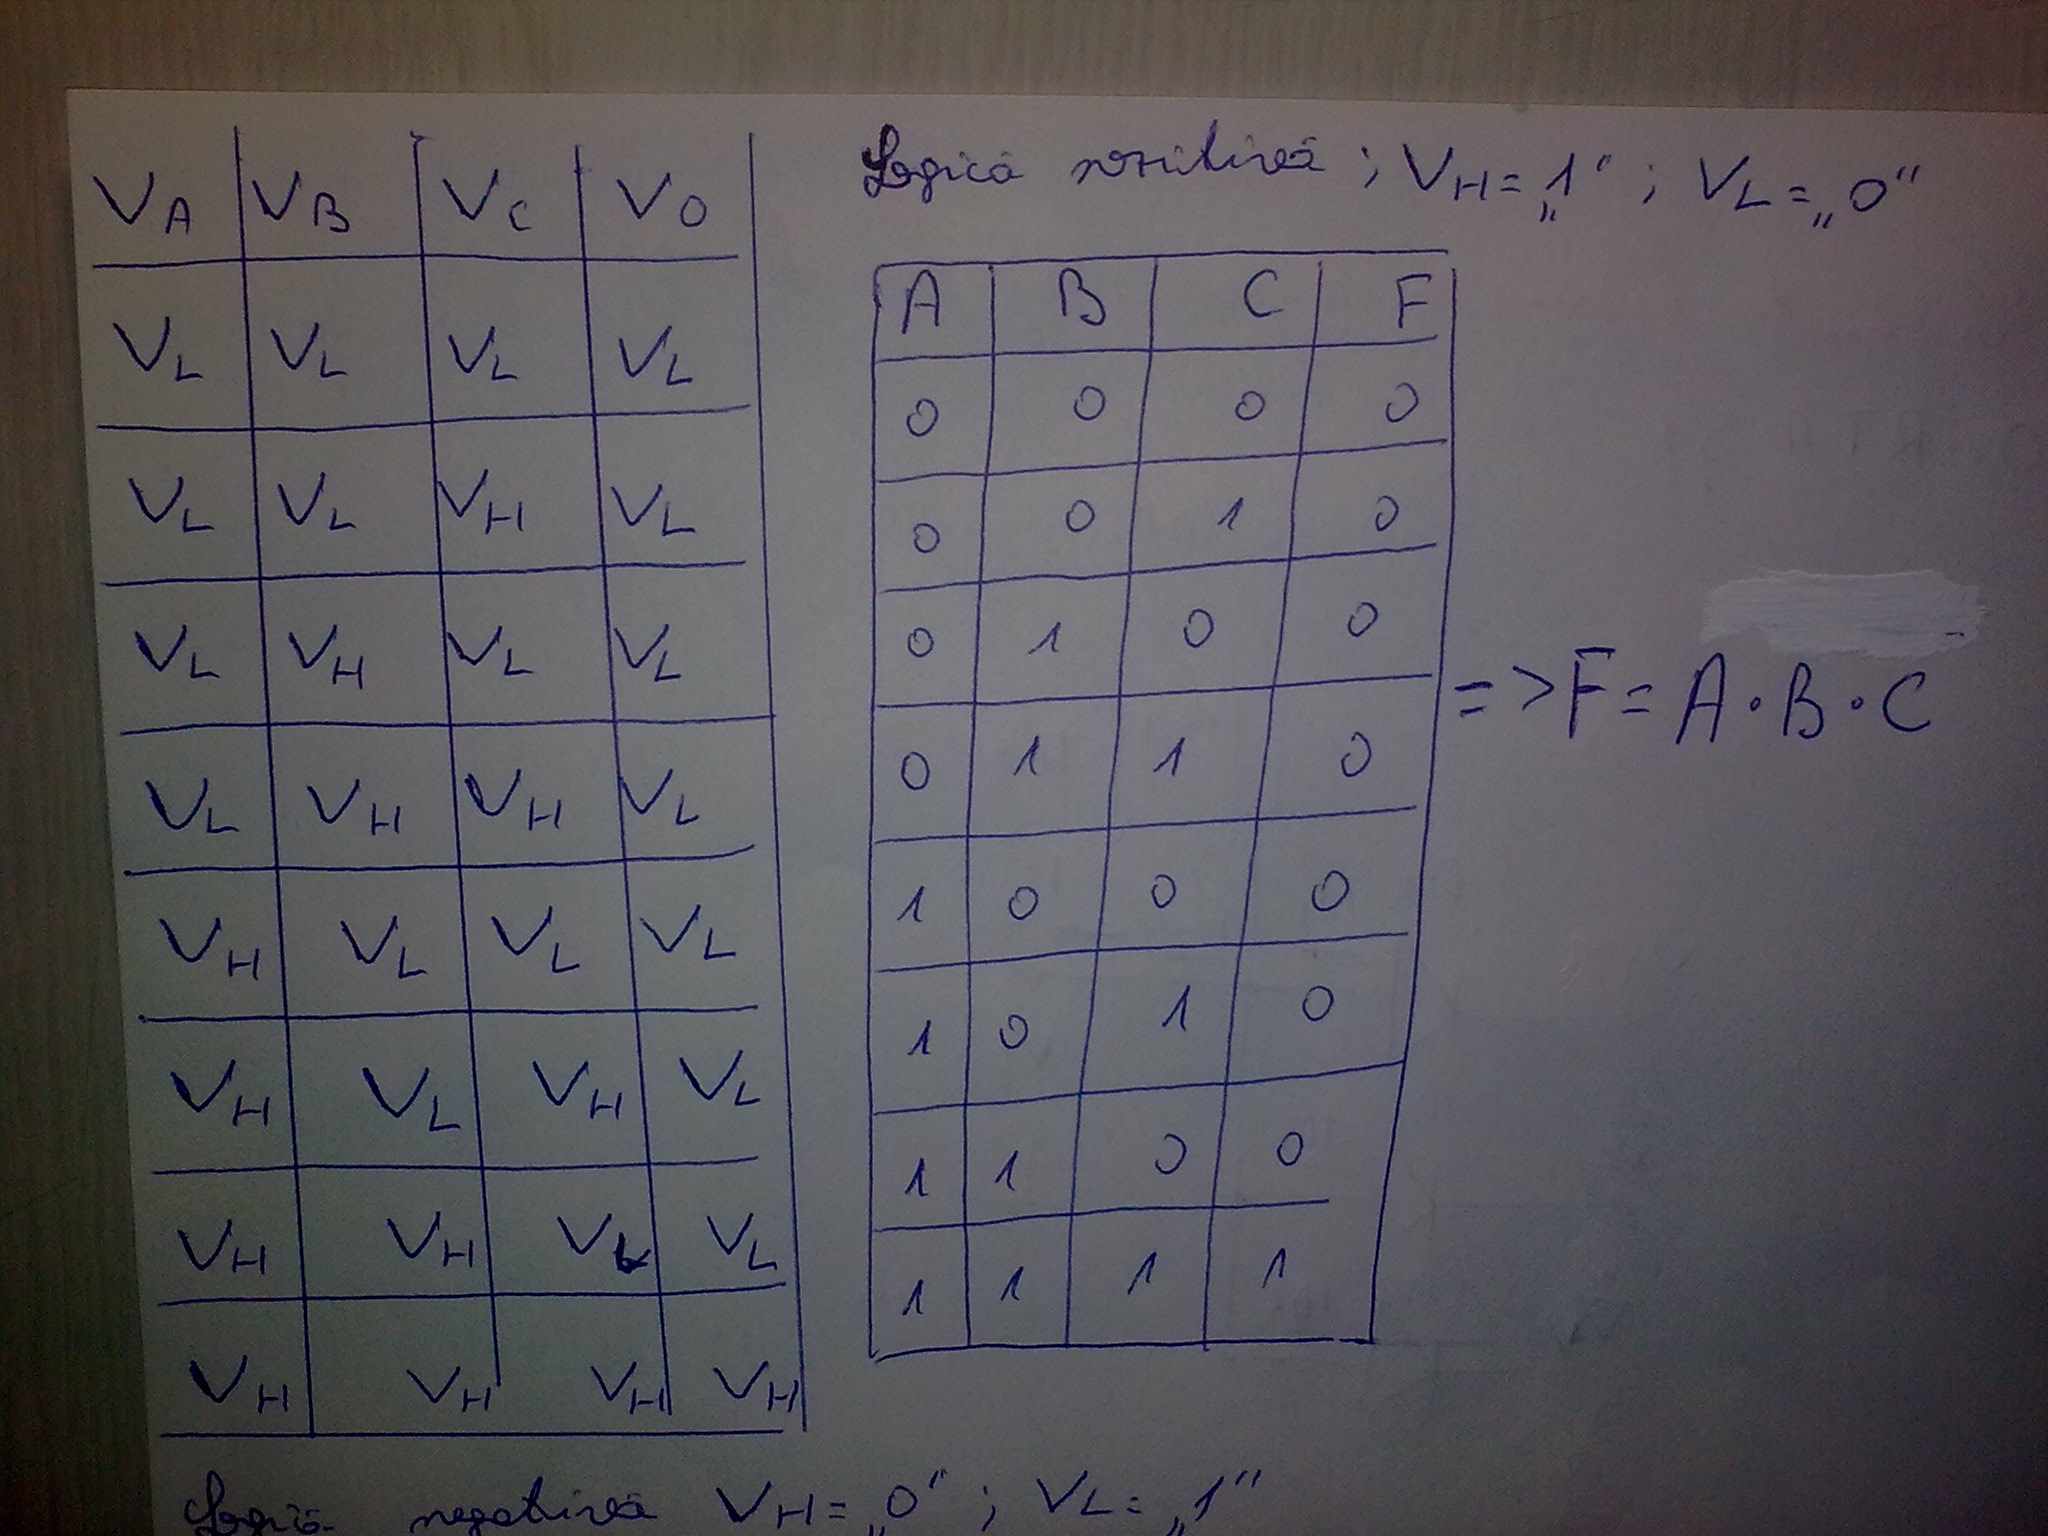 V_A V_B V_C V_O
V_L V_L V_L V_L
V_L V_L V_H V_L
V_L V_H V_L V_L
V_L V_H V_H V_L
V_H V_L V_L V_L
V_H V_L V_H V_L
V_H V_H V_L V_L
V_H V_H V_H V_H
Logică pozitivă ; V_H = „1” ; V_L = „0”
A B C F
0 0 0 0
0 0 1 0
0 1 0 0
0 1 1 0
1 0 0 0
1 0 1 0
1 1 0 0
1 1 1 1
=> F = A · B · C
Logică negativă V_H = „0” ; V_L = „1”